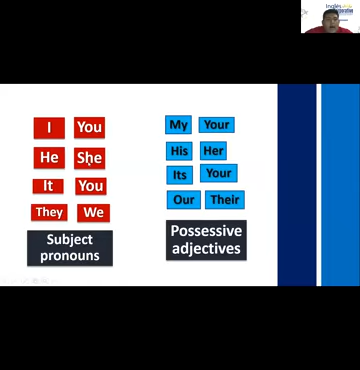 Inglés
I You
My Your
He She
His Her
It You
Its Your
They We
Our Their
Subject
pronouns
Possessive
adjectives